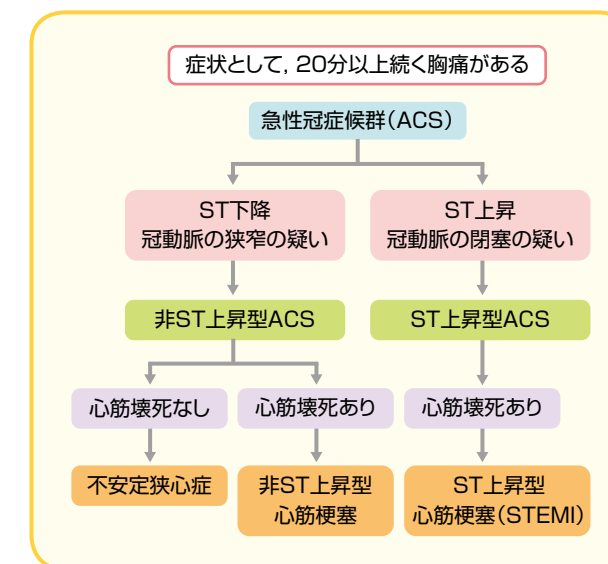 症状として，20分以上続く胸痛がある
急性冠症候群（ACS）
ST下降
冠動脈の狭窄の疑い
ST上昇
冠動脈の閉塞の疑い
非ST上昇型ACS
ST上昇型ACS
心筋壊死なし
心筋壊死あり
心筋壊死あり
不安定狭心症
非ST上昇型
心筋梗塞
ST上昇型
心筋梗塞（STEMI）